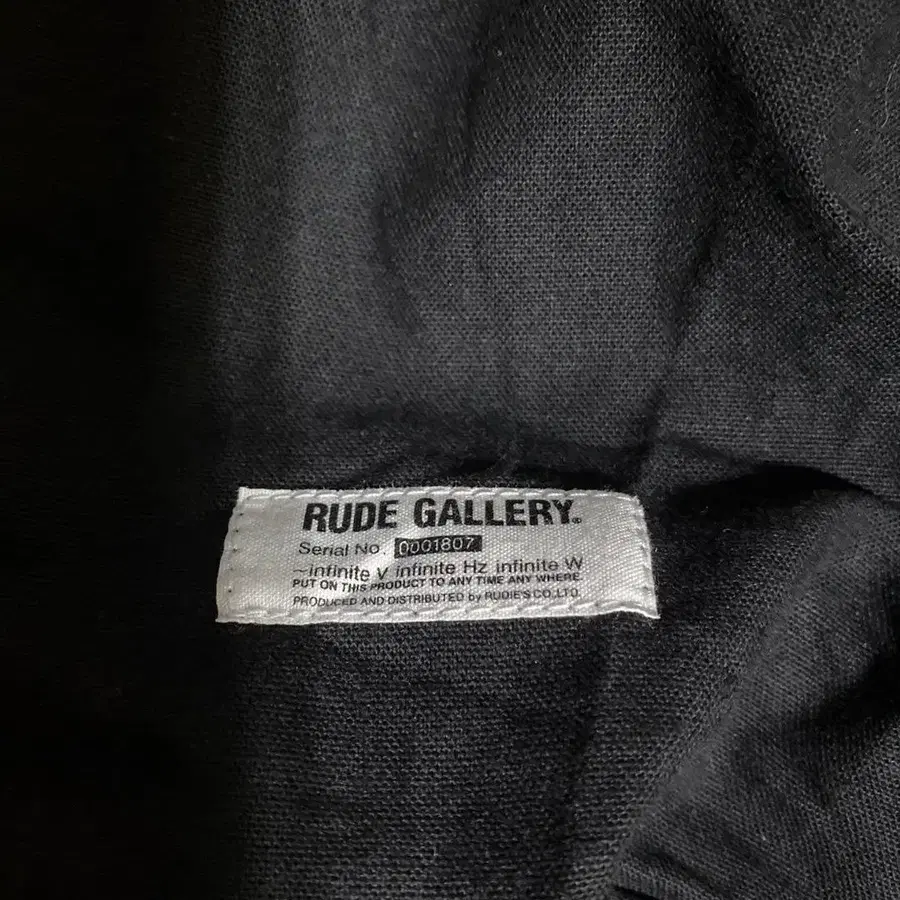 RUDE GALLERY.
Serial No. 0001807
~infinite V infinite Hz infinite W
PUT ON THIS PRODUCT TO ANY TIME ANY WHERE.
PRODUCED AND DISTRIBUTED by RUDIE'S CO.,LTD.